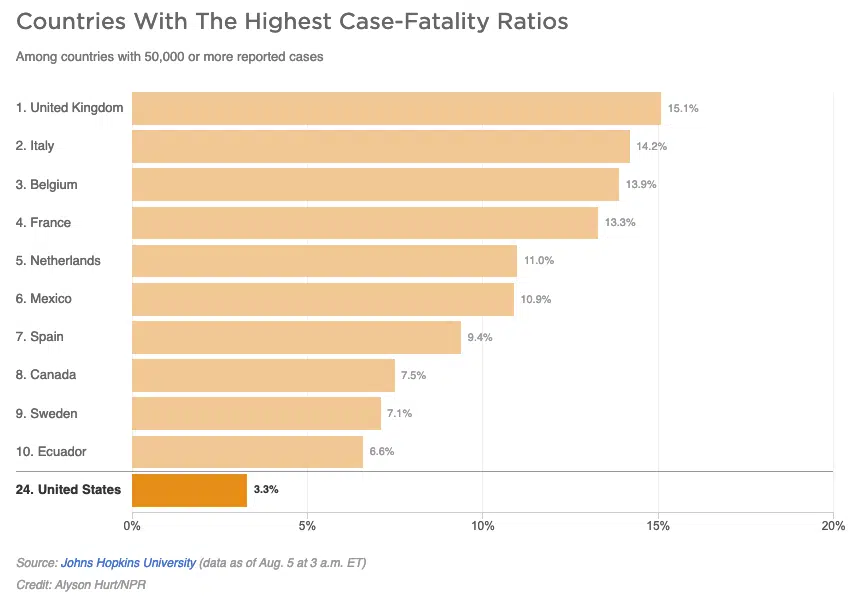 Countries With The Highest Case-Fatality Ratios
Among countries with 50,000 or more reported cases
1. United Kingdom 15.1%
2. Italy 14.2%
3. Belgium 13.9%
4. France 13.3%
5. Netherlands 11.0%
6. Mexico 10.9%
7. Spain 9.4%
8. Canada 7.5%
9. Sweden 7.1%
10. Ecuador 6.6%
24. United States 3.3%
0% 5% 10% 15% 20%
Source: Johns Hopkins University (data as of Aug. 5 at 3 a.m. ET)
Credit: Alyson Hurt/NPR